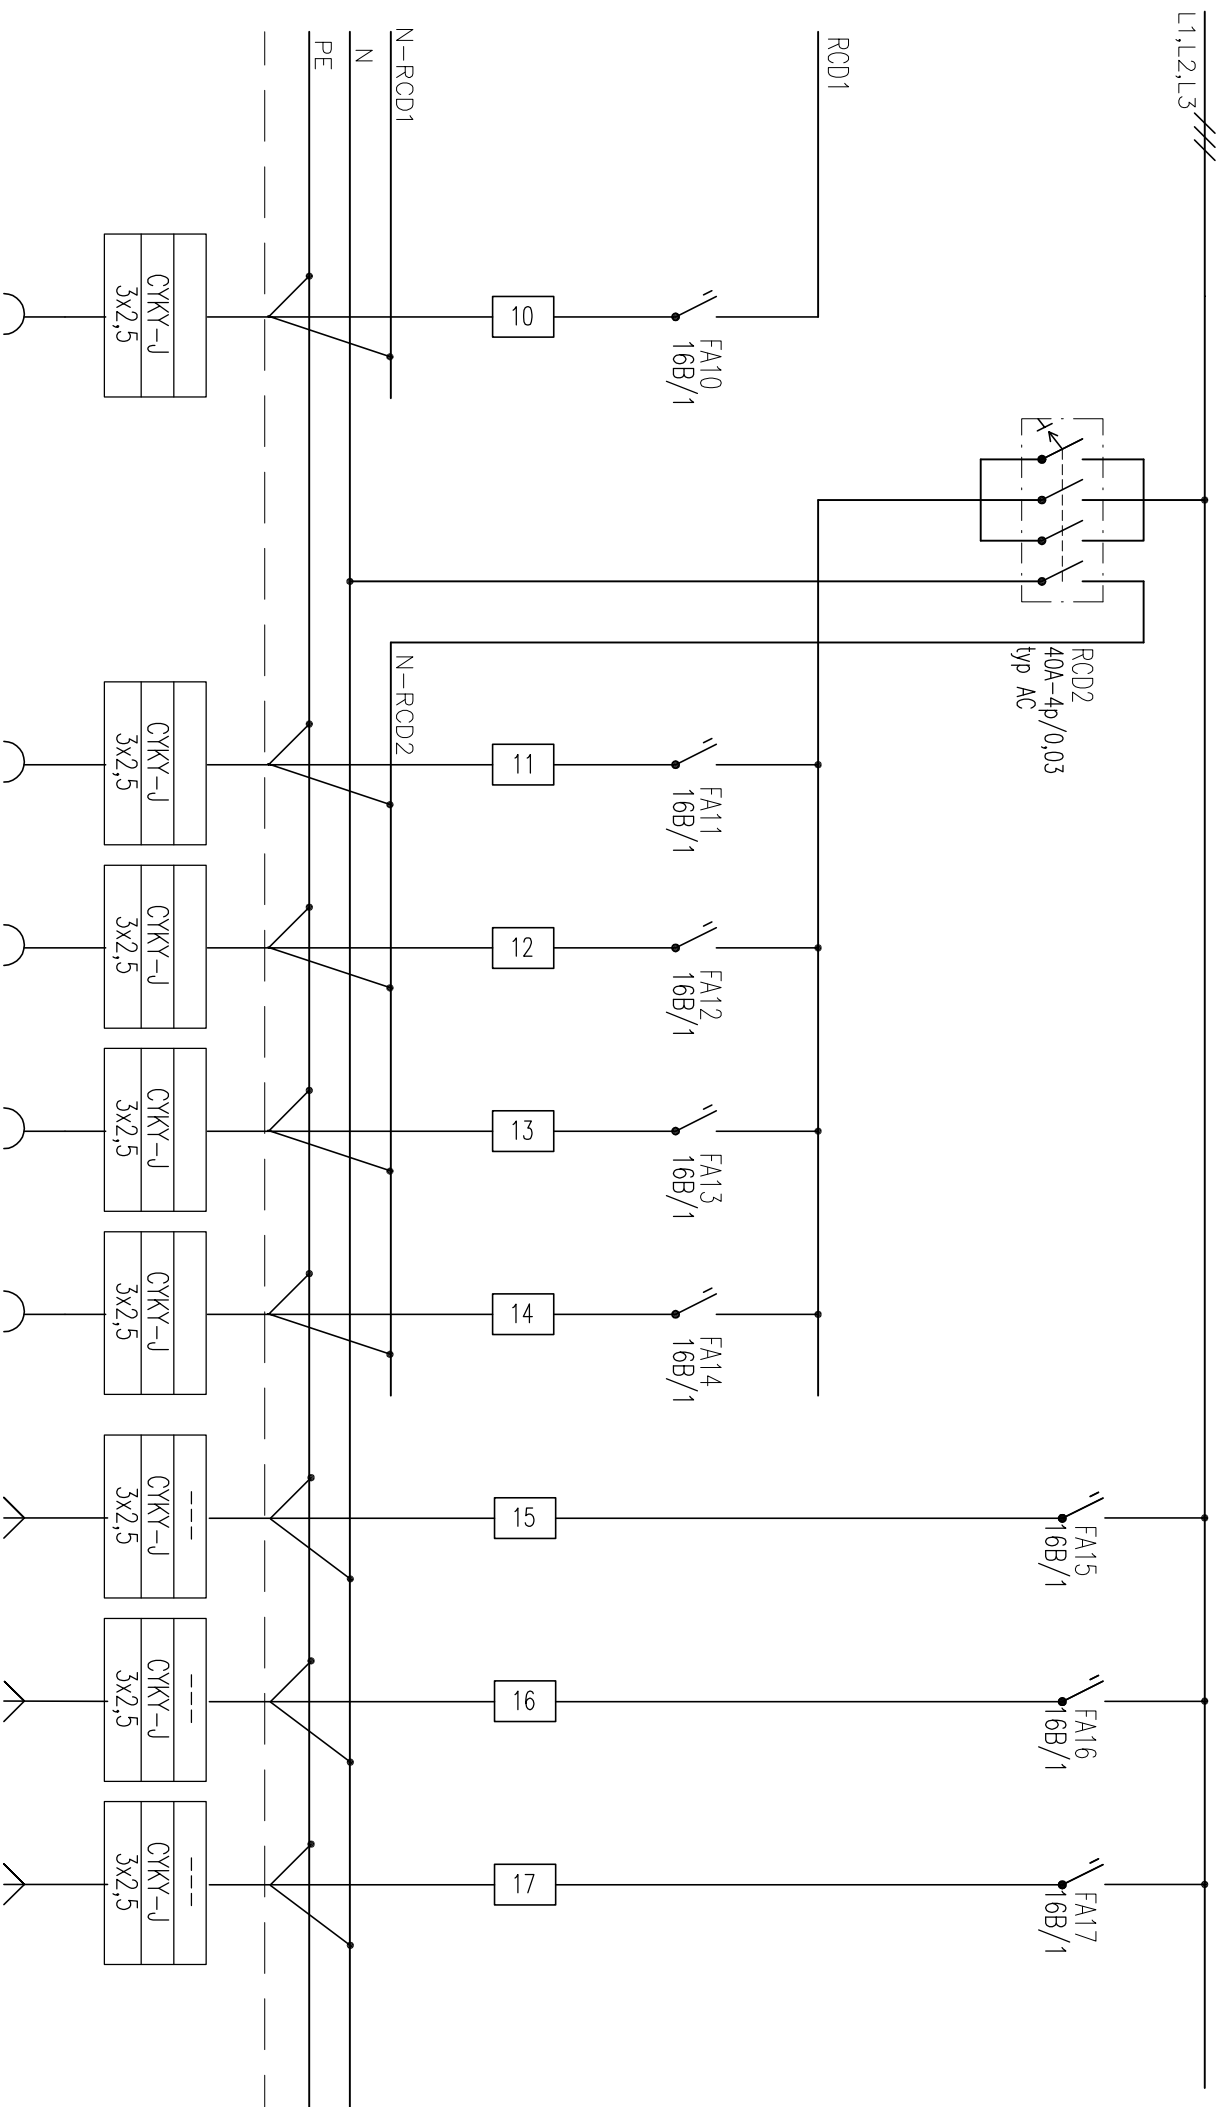 L1,L2,L3
RCD1
N-RCD1
N
PE
FA10
16B/1
10
CYKY-J
3x2,5
RCD2
40A-4p/0,03
typ AC
N-RCD2
FA11
16B/1
11
CYKY-J
3x2,5
FA12
16B/1
12
CYKY-J
3x2,5
FA13
16B/1
13
CYKY-J
3x2,5
FA14
16B/1
14
CYKY-J
3x2,5
FA15
16B/1
15
---
CYKY-J
3x2,5
FA16
16B/1
16
---
CYKY-J
3x2,5
FA17
16B/1
17
---
CYKY-J
3x2,5